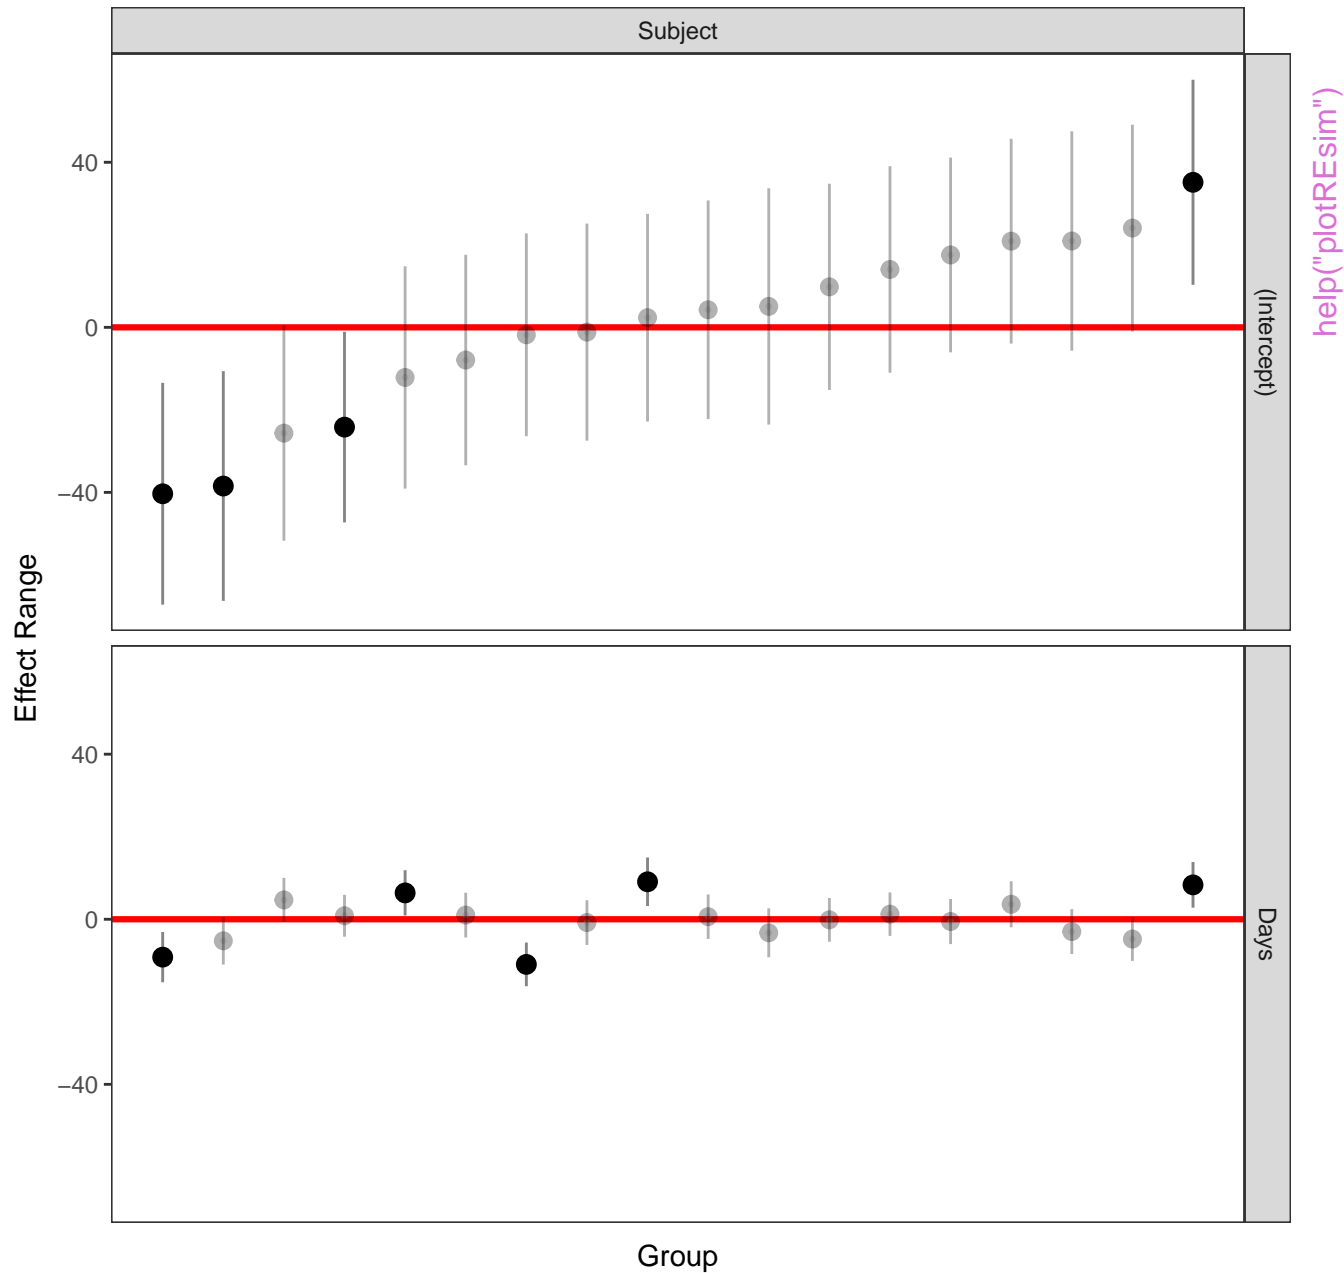 Subject
help("plotREsim")
40
0
−40
(Intercept)
Effect Range
40
0
−40
Days
Group